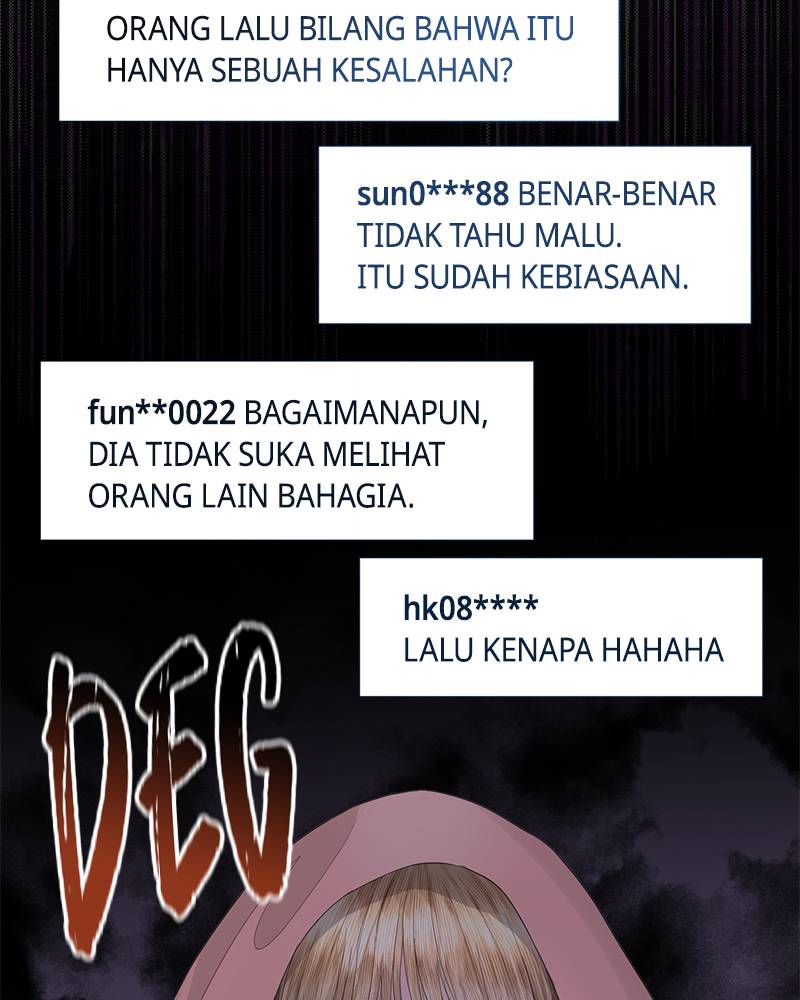 ORANG LALU BILANG BAHWA ITU
HANYA SEBUAH KESALAHAN?
sun0***88 BENAR-BENAR
TIDAK TAHU MALU.
ITU SUDAH KEBIASAAN.
fun**0022 BAGAIMANAPUN,
DIA TIDAK SUKA MELIHAT
ORANG LAIN BAHAGIA.
hk08****
LALU KENAPA HAHAHA
DEG